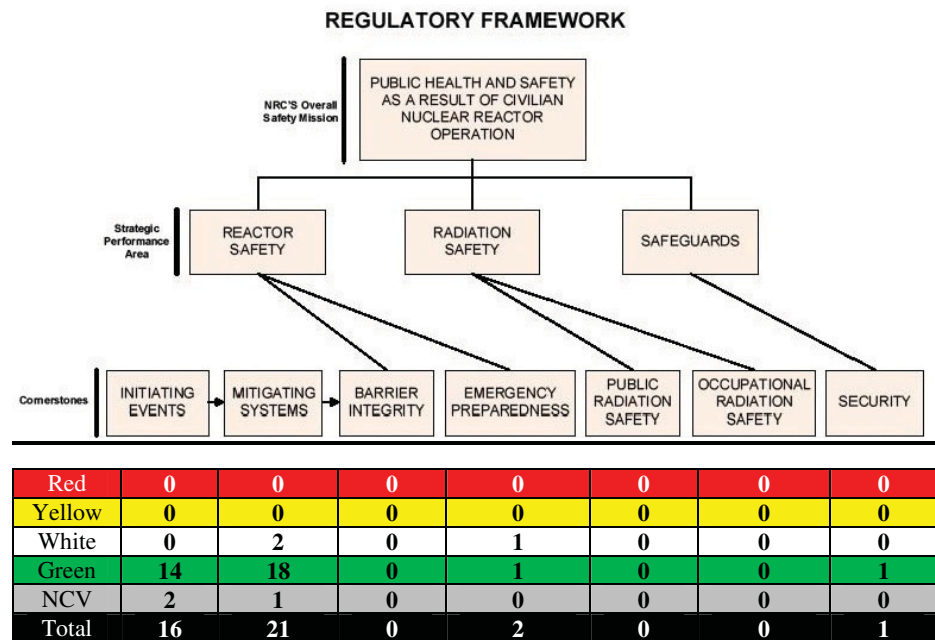 REGULATORY FRAMEWORK
PUBLIC HEALTH AND SAFETY
AS A RESULT OF CIVILIAN
NUCLEAR REACTOR
OPERATION
NRC'S Overall
Safety Mission
Strategic
Performance
Area
REACTOR
SAFETY
RADIATION
SAFETY
SAFEGUARDS
Cornerstones
INITIATING
EVENTS
MITIGATING
SYSTEMS
BARRIER
INTEGRITY
EMERGENCY
PREPAREDNESS
PUBLIC
RADIATION
SAFETY
OCCUPATIONAL
RADIATION
SAFETY
SECURITY
Red 0 0 0 0 0 0 0
Yellow 0 0 0 0 0 0 0
White 0 2 0 1 0 0 0
Green 14 18 0 1 0 0 1
NCV 2 1 0 0 0 0 0
Total 16 21 0 2 0 0 1